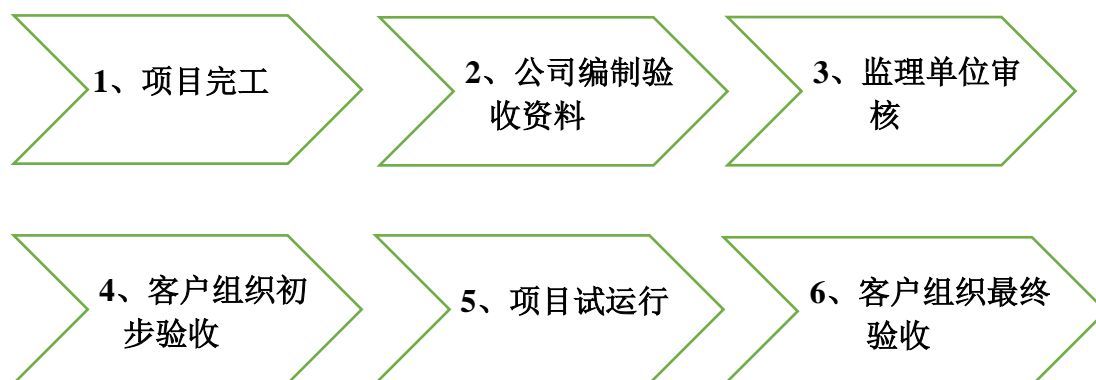 1、项目完工
2、公司编制验
收资料
3、监理单位审
核
4、客户组织初
步验收
5、项目试运行
6、客户组织最终
验收